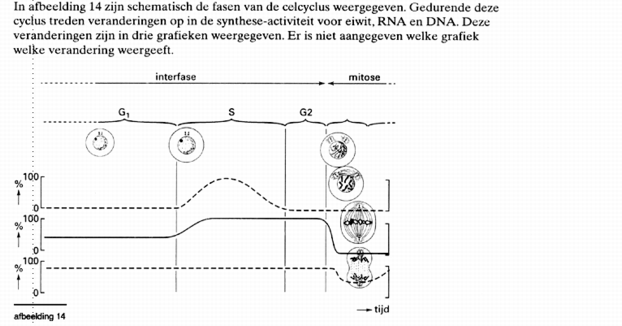 In afbeelding 14 zijn schematisch de fasen van de celcyclus weergegeven. Gedurende deze
cyclus treden veranderingen op in de synthese-activiteit voor eiwit, RNA en DNA. Deze
veranderingen zijn in drie grafieken weergegeven. Er is niet aangegeven welke grafiek
welke verandering weergeeft.
interfase mitose
G1 S G2
100
%
0
100
%
0
100
%
0
tijd
afbeelding 14